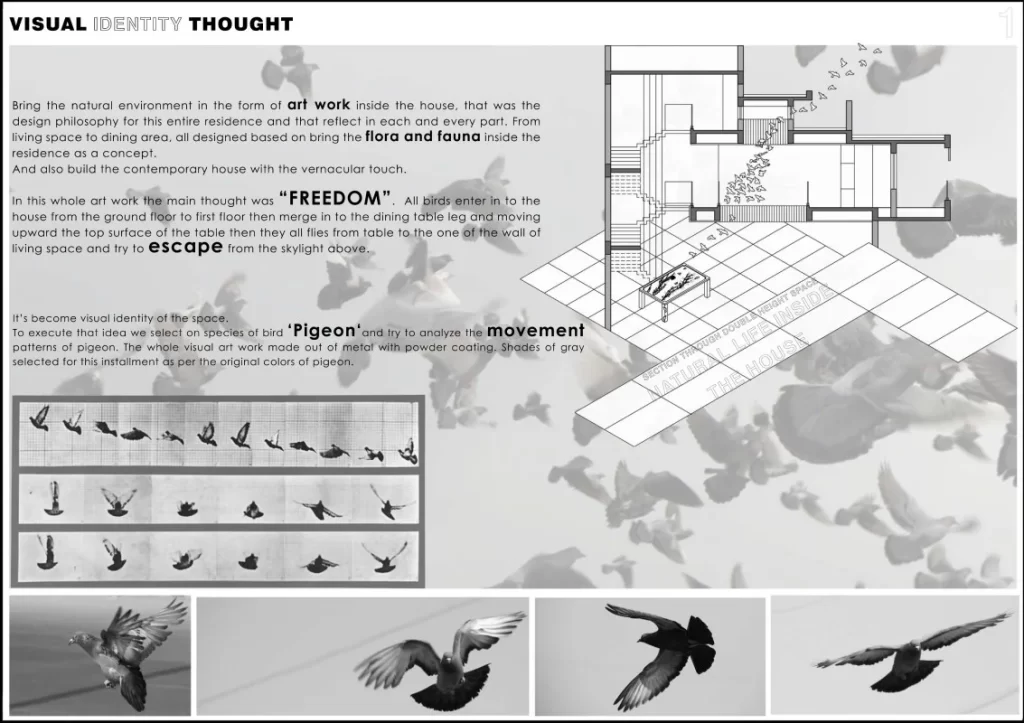 VISUAL IDENTITY THOUGHT
1
Bring the natural environment in the form of art work inside the house, that was the
design philosophy for this entire residence and that reflect in each and every part. From
living space to dining area, all designed based on bring the flora and fauna inside the
residence as a concept.
And also build the contemporary house with the vernacular touch.
In this whole art work the main thought was “FREEDOM”. All birds enter in to the
house from the ground floor to first floor then merge in to the dining table leg and moving
upward the top surface of the table then they all flies from table to the one of the wall of
living space and try to escape from the skylight above.
It’s become visual identity of the space.
To execute that idea we select on species of bird ‘Pigeon‘ and try to analyze the movement
patterns of pigeon. The whole visual art work made out of metal with powder coating. Shades of gray
selected for this installment as per the original colors of pigeon.
SECTION THROUGH DOUBLE HEIGHT SPACE
NATURAL LIFE INSIDE
THE HOUSE